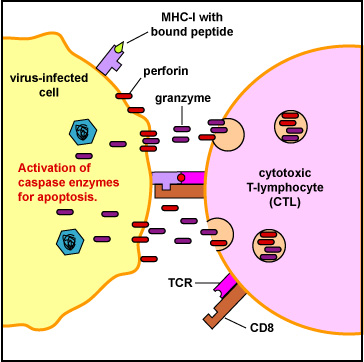 MHC-I with
bound peptide
virus-infected
cell
perforin
granzyme
Activation of
caspase enzymes
for apoptosis.
cytotoxic
T-lymphocyte
(CTL)
TCR
CD8